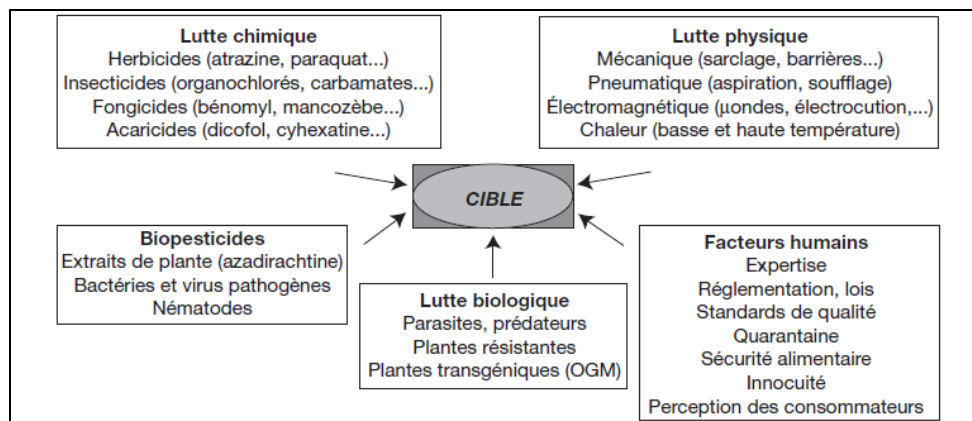 Lutte chimique
Herbicides (atrazine, paraquat...)
Insecticides (organochlorés, carbamates...)
Fongicides (bénomyl, mancozèbe...)
Acaricides (dicofol, cyhexatine...)
Lutte physique
Mécanique (sarclage, barrières...)
Pneumatique (aspiration, soufflage)
Électromagnétique (µondes, électrocution,...)
Chaleur (basse et haute température)
CIBLE
Biopesticides
Extraits de plante (azadirachtine)
Bactéries et virus pathogènes
Nématodes
Lutte biologique
Parasites, prédateurs
Plantes résistantes
Plantes transgéniques (OGM)
Facteurs humains
Expertise
Réglementation, lois
Standards de qualité
Quarantaine
Sécurité alimentaire
Innocuité
Perception des consommateurs